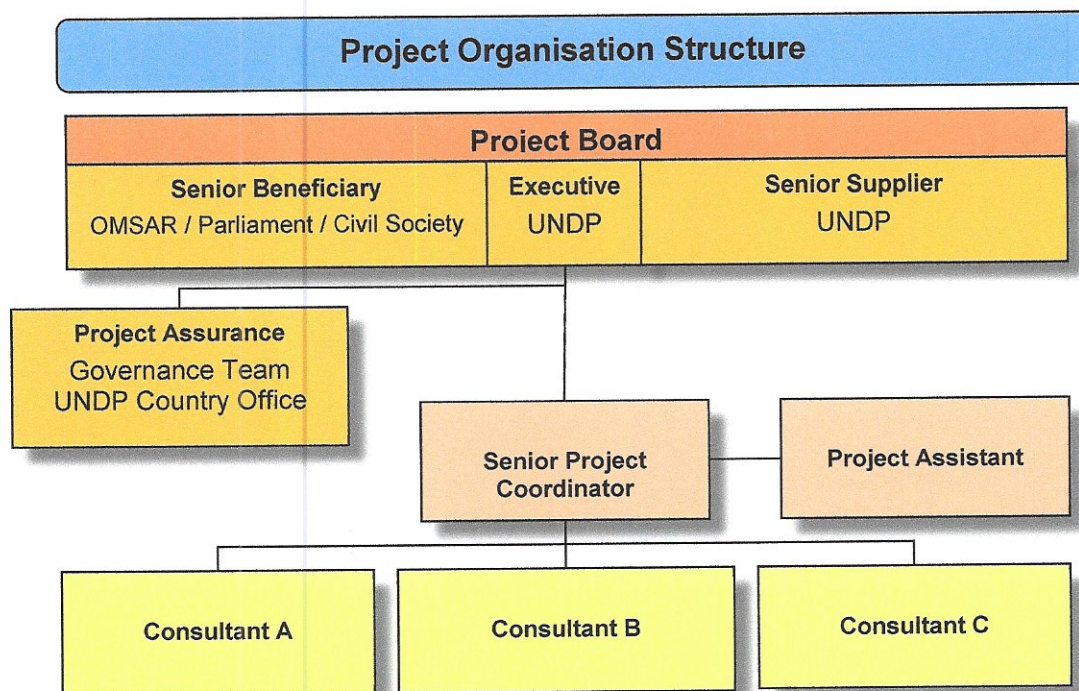 Project Organisation Structure
Project Board
Senior Beneficiary
OMSAR / Parliament / Civil Society
Executive
UNDP
Senior Supplier
UNDP
Project Assurance
Governance Team
UNDP Country Office
Senior Project
Coordinator
Project Assistant
Consultant A
Consultant B
Consultant C